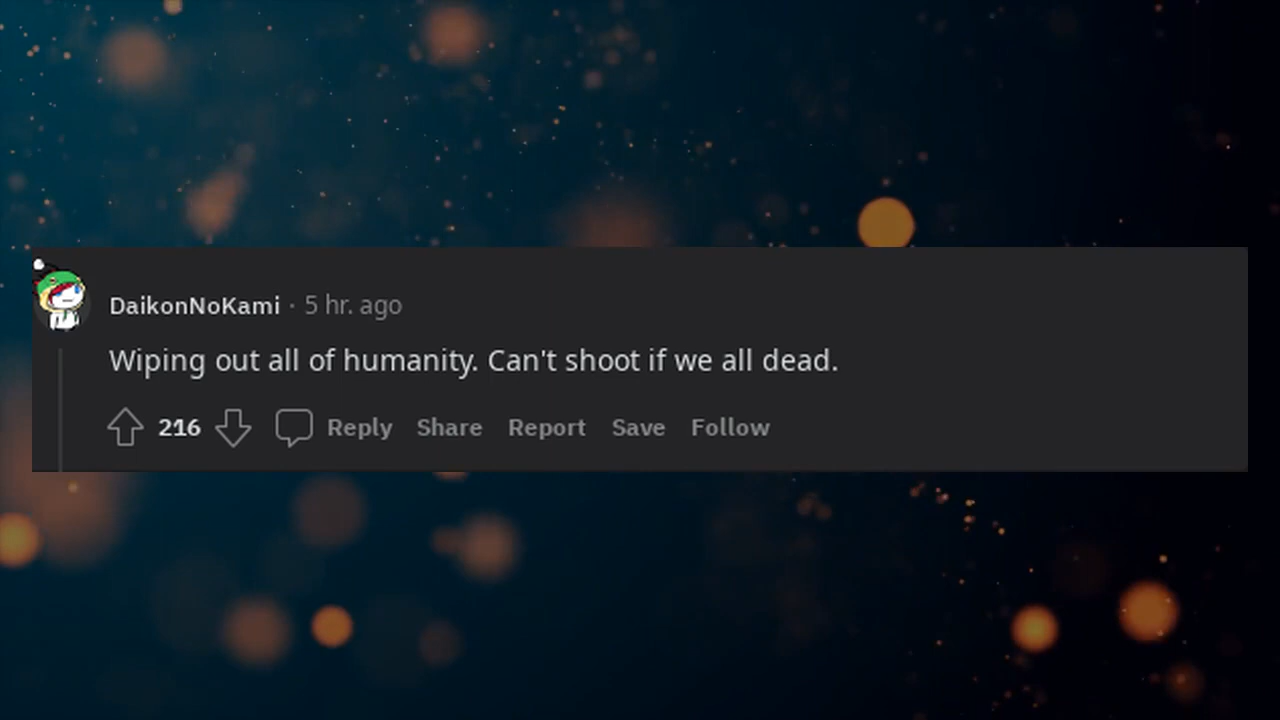 DaikonNoKami · 5 hr. ago
Wiping out all of humanity. Can't shoot if we all dead.
216 Reply Share Report Save Follow